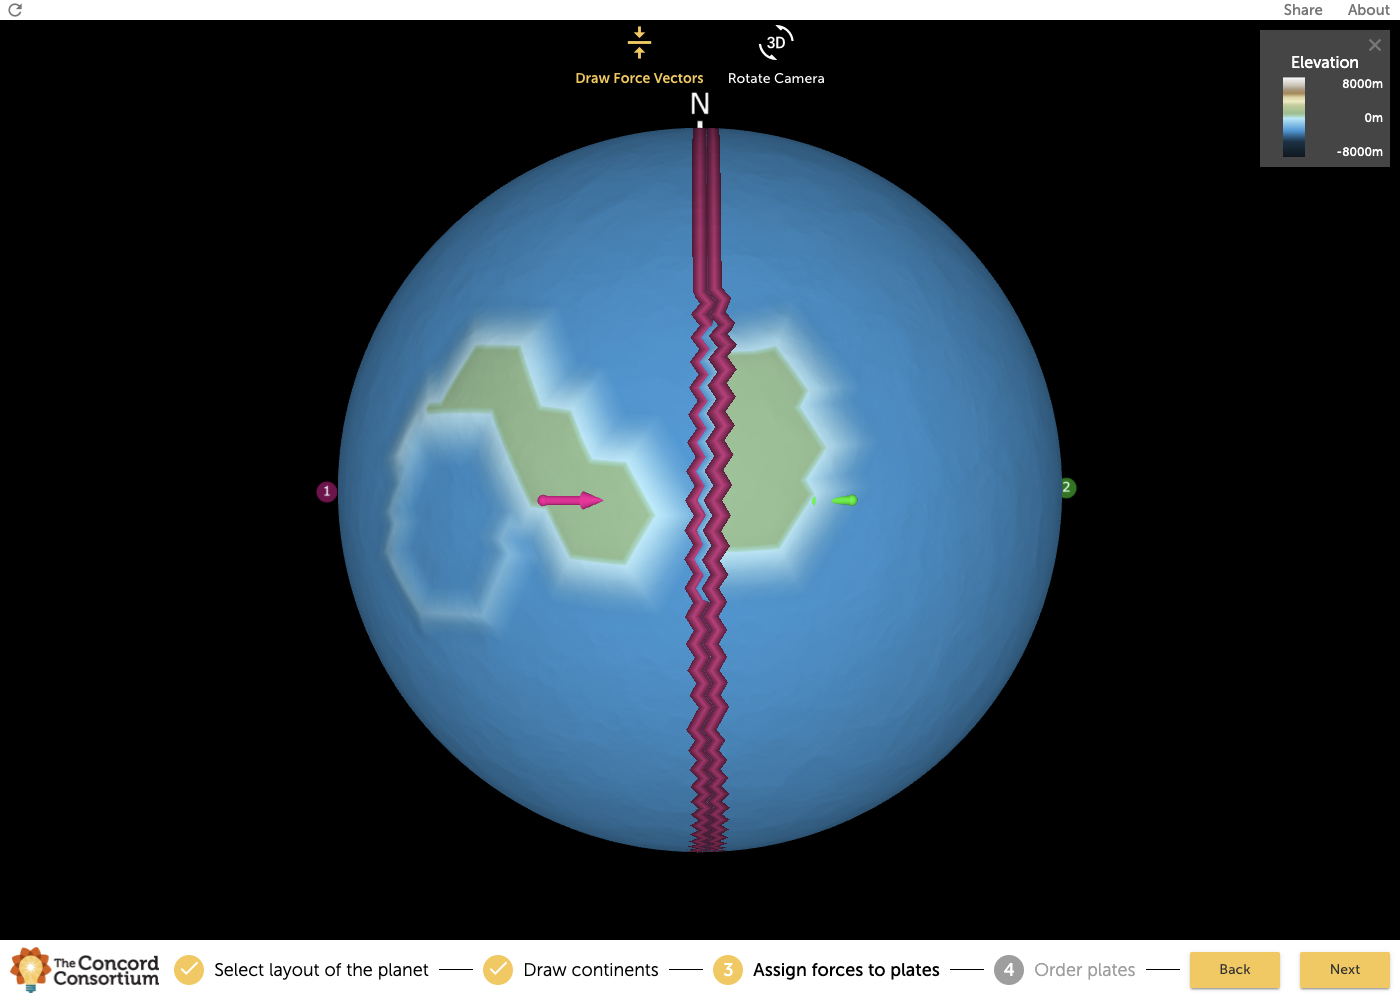 Share
About
Draw Force Vectors
3D
Rotate Camera
N
Elevation
8000m
0m
-8000m
1
2
The Concord
Consortium
Select layout of the planet
Draw continents
3
Assign forces to plates
4
Order plates
Back
Next